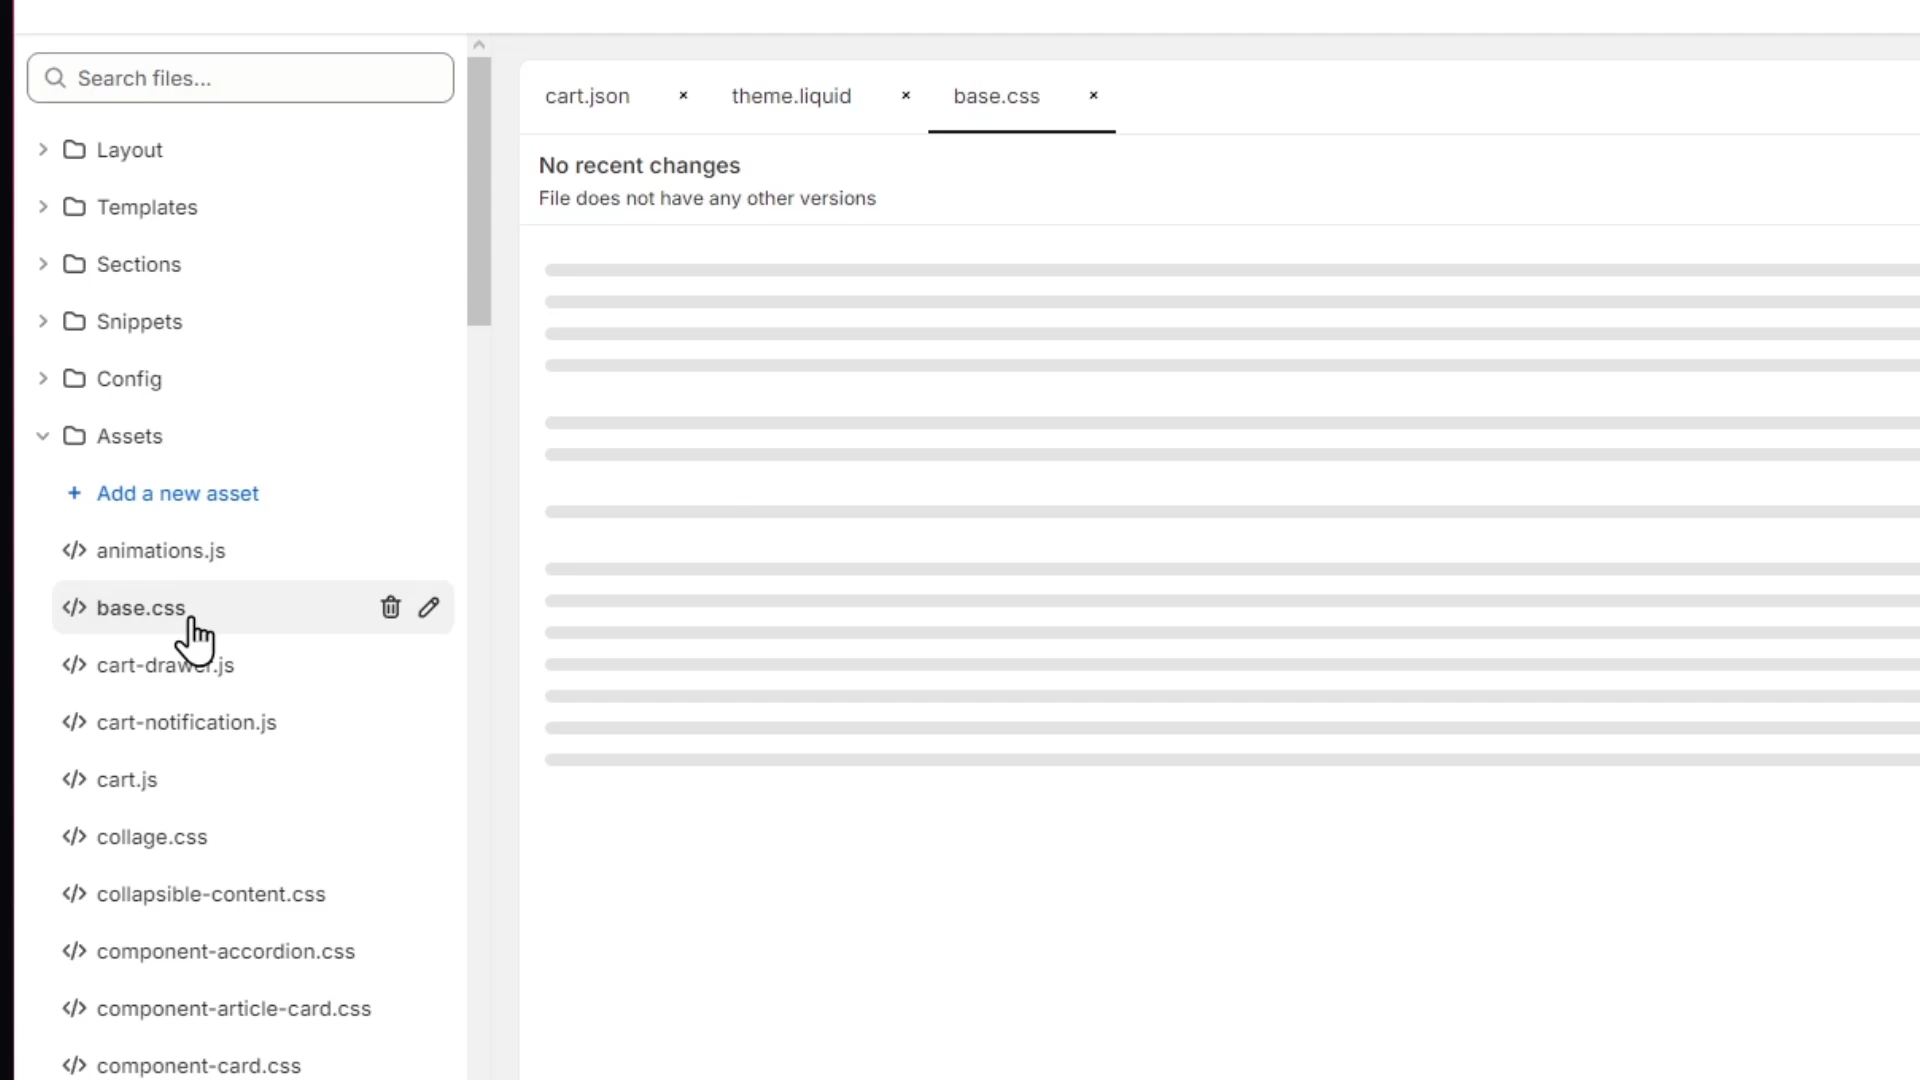 Search files...
Layout
Templates
Sections
Snippets
Config
Assets
+ Add a new asset
</> animations.js
</> base.css
</> cart-drawer.js
</> cart-notification.js
</> cart.js
</> collage.css
</> collapsible-content.css
</> component-accordion.css
</> component-article-card.css
</> component-card.css
cart.json × theme.liquid × base.css ×
No recent changes
File does not have any other versions